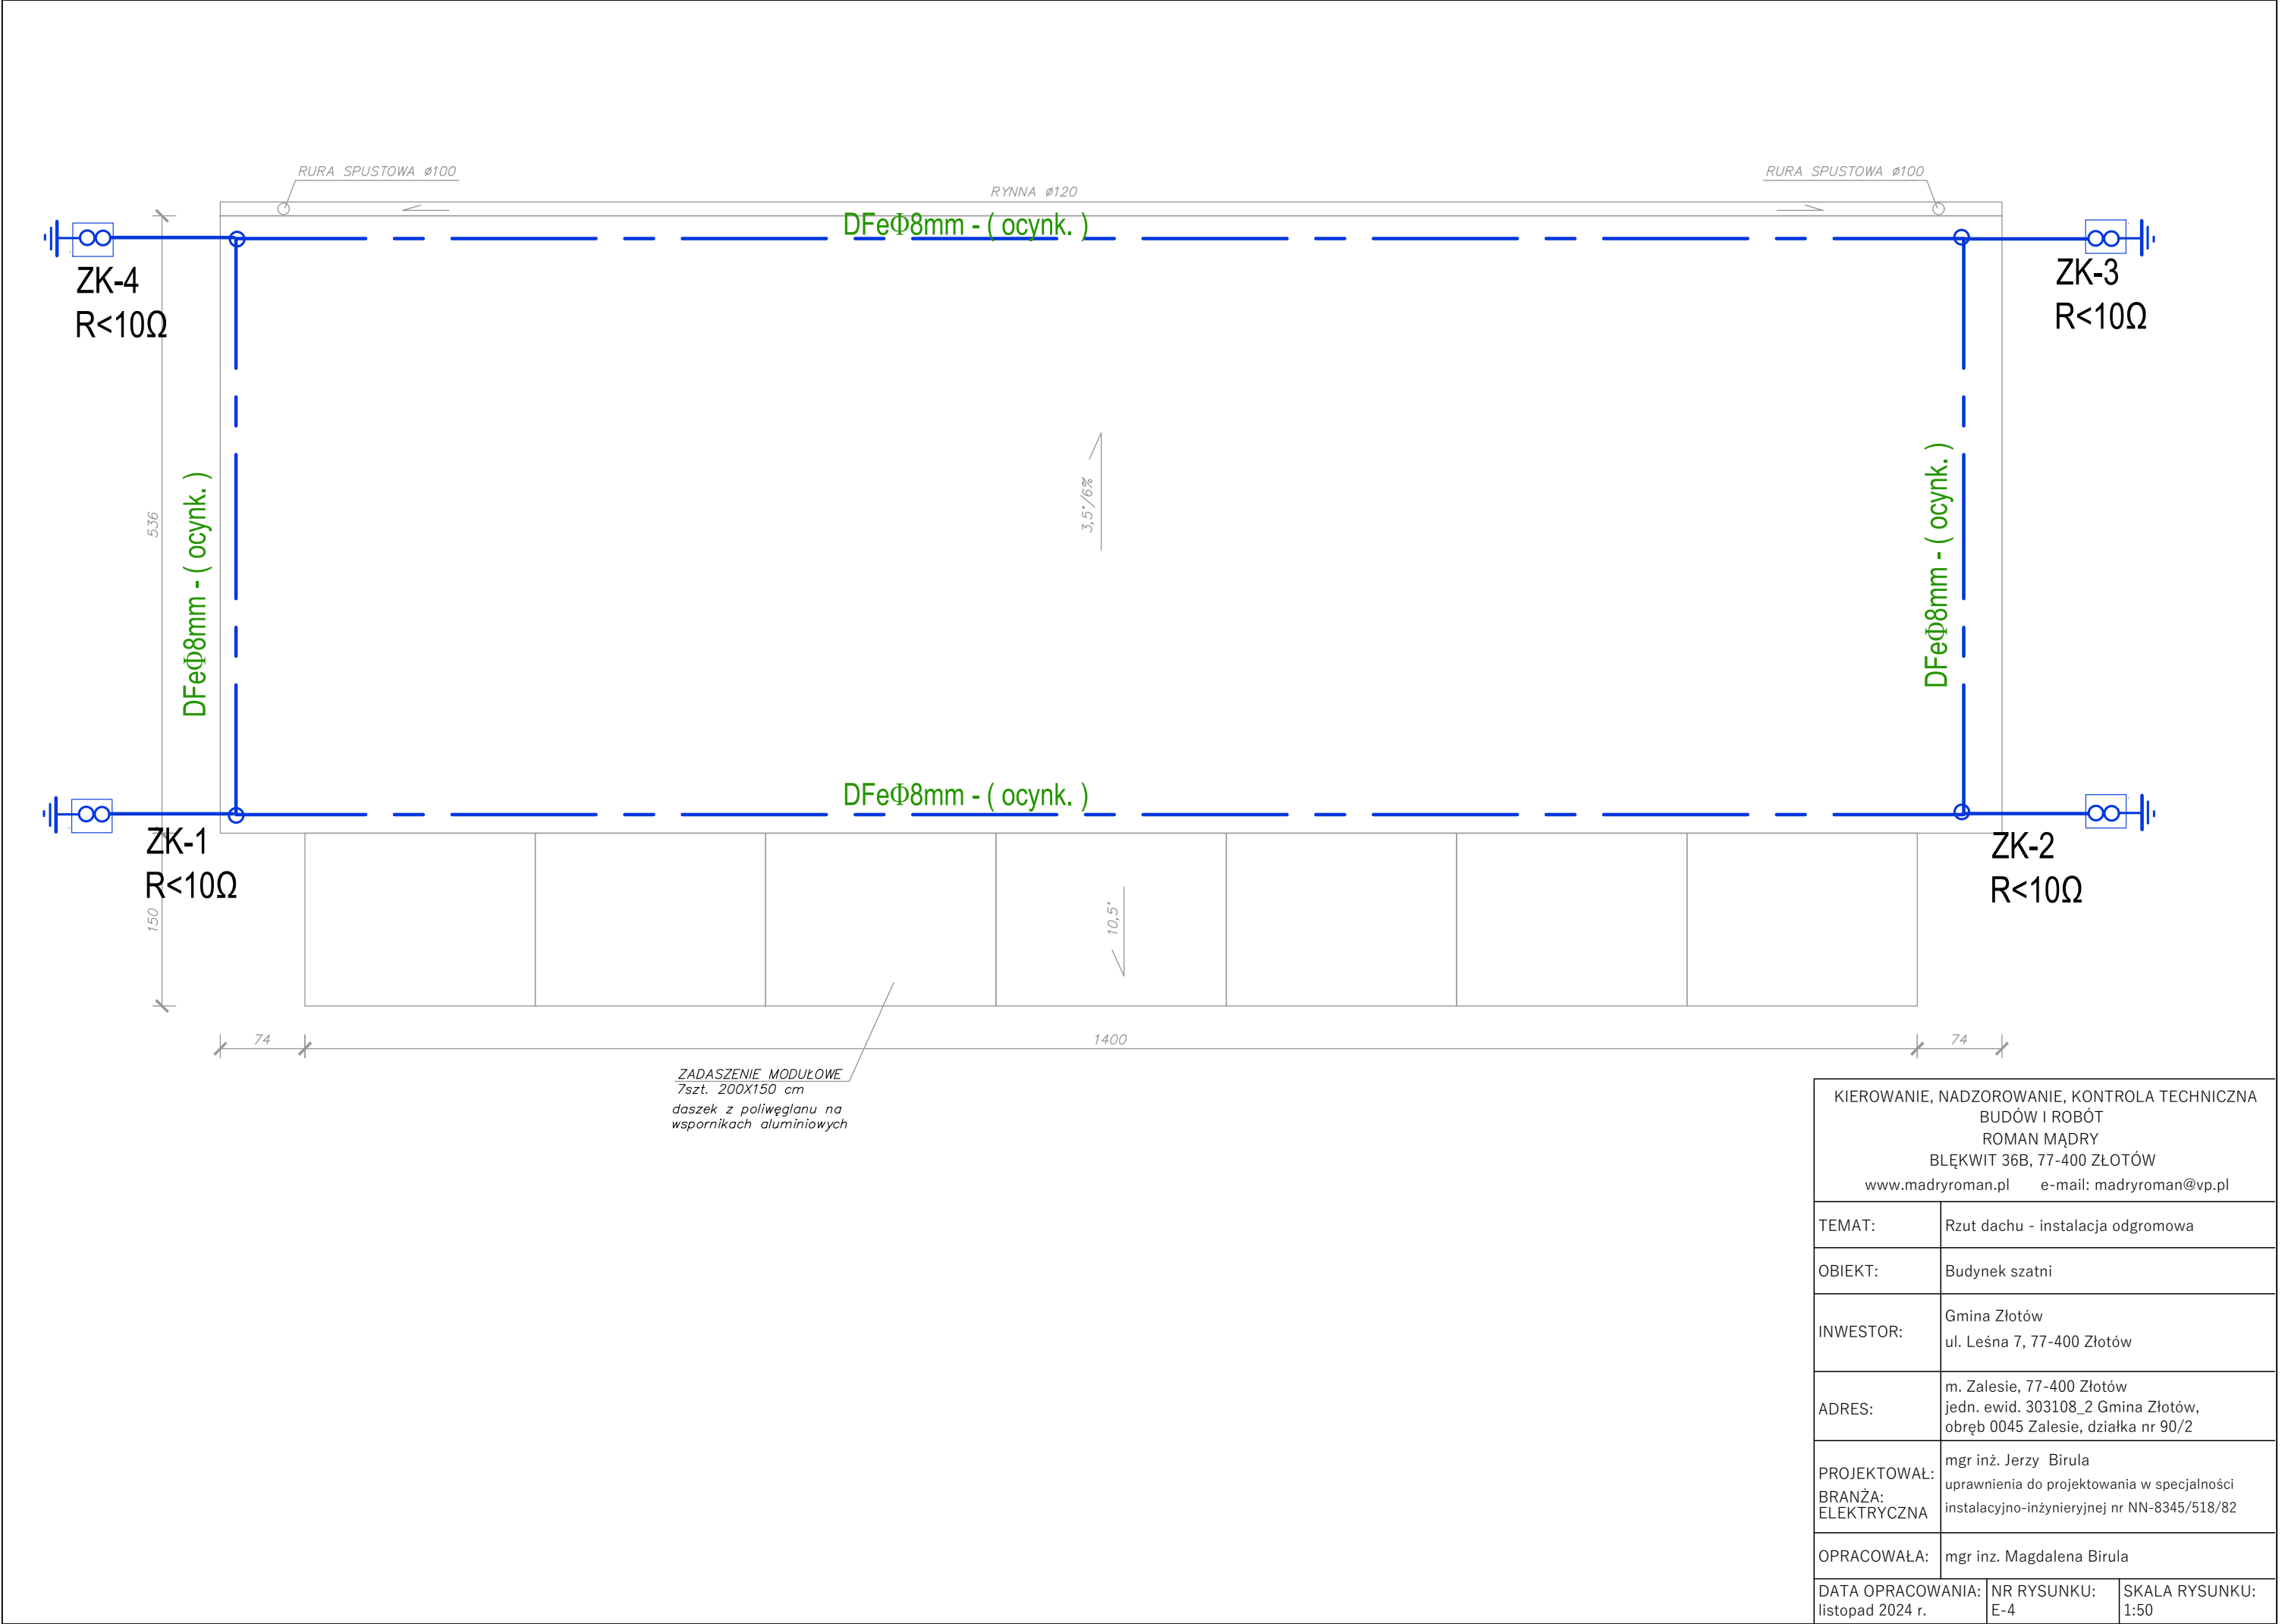 RURA SPUSTOWA ø100
RYNNA ø120
RURA SPUSTOWA ø100
DFeΦ8mm - ( ocynk. )
ZK-4
R<10Ω
ZK-3
R<10Ω
536
DFeΦ8mm - ( ocynk. )
3,5°/6%
DFeΦ8mm - ( ocynk. )
DFeΦ8mm - ( ocynk. )
ZK-1
R<10Ω
ZK-2
R<10Ω
150
10,5°
74
1400
74
ZADASZENIE MODUŁOWE
7szt. 200X150 cm
daszek z poliwęglanu na
wspornikach aluminiowych
KIEROWANIE, NADZOROWANIE, KONTROLA TECHNICZNA
BUDÓW I ROBÓT
ROMAN MĄDRY
BLĘKWIT 36B, 77-400 ZŁOTÓW
www.madryroman.pl e-mail: madryroman@vp.pl
TEMAT: Rzut dachu - instalacja odgromowa
OBIEKT: Budynek szatni
INWESTOR: Gmina Złotów
ul. Leśna 7, 77-400 Złotów
ADRES: m. Zalesie, 77-400 Złotów
jedn. ewid. 303108_2 Gmina Złotów,
obręb 0045 Zalesie, działka nr 90/2
PROJEKTOWAŁ: mgr inż. Jerzy Birula
BRANŻA: uprawnienia do projektowania w specjalności
ELEKTRYCZNA instalacyjno-inżynieryjnej nr NN-8345/518/82
OPRACOWAŁA: mgr inz. Magdalena Birula
DATA OPRACOWANIA: NR RYSUNKU: SKALA RYSUNKU:
listopad 2024 r. E-4 1:50